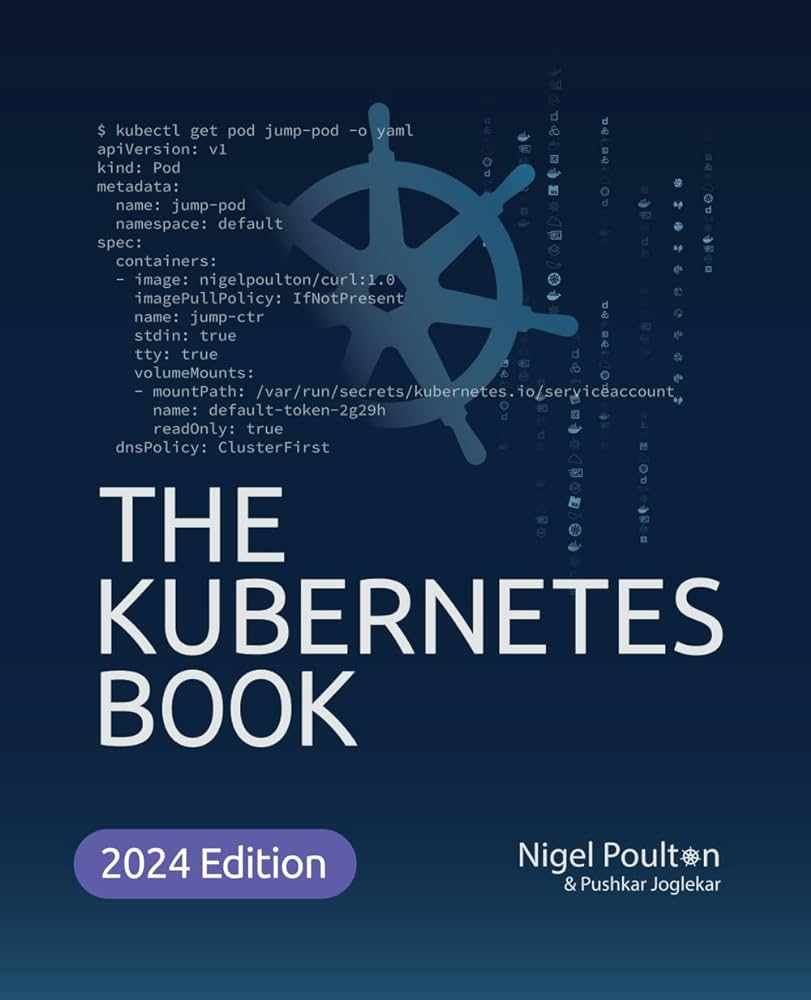 $ kubectl get pod jump-pod -o yaml
apiVersion: v1
kind: Pod
metadata:
  name: jump-pod
  namespace: default
spec:
  containers:
  - image: nigelpoulton/curl:1.0
    imagePullPolicy: IfNotPresent
    name: jump-ctr
    stdin: true
    tty: true
    volumeMounts:
    - mountPath: /var/run/secrets/kubernetes.io/serviceaccount
      name: default-token-2g29h
      readOnly: true
  dnsPolicy: ClusterFirst
THE
KUBERNETES
BOOK
2024 Edition
Nigel Poulton
& Pushkar Joglekar